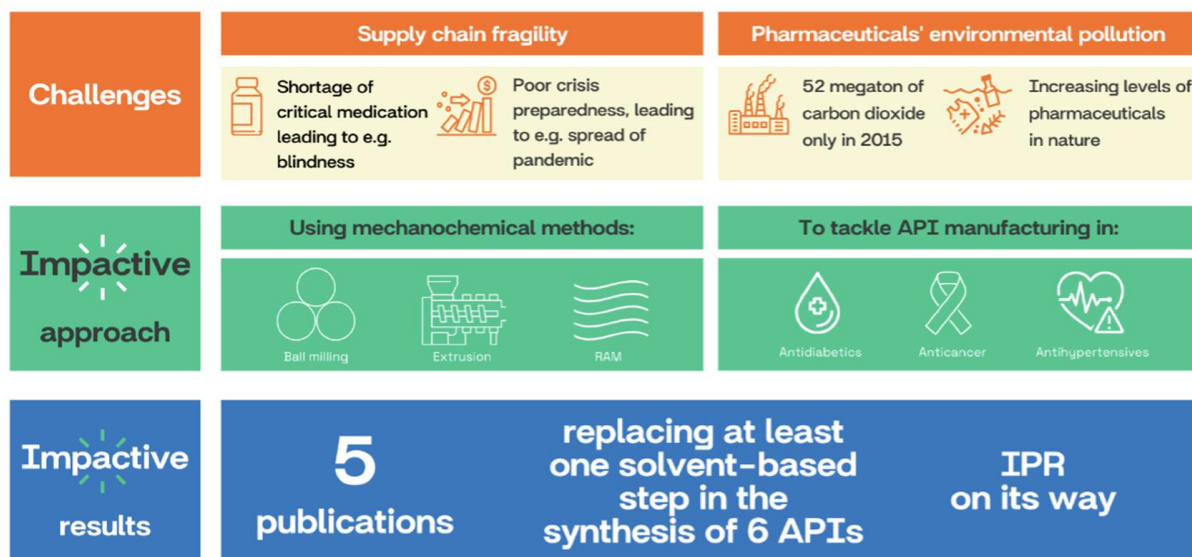 Challenges
Supply chain fragility
Shortage of
critical medication
leading to e.g.
blindness
$
Poor crisis
preparedness, leading
to e.g. spread of
pandemic
Pharmaceuticals' environmental pollution
52 megaton of
carbon dioxide
only in 2015
Increasing levels of
pharmaceuticals
in nature
Impactive
approach
Using mechanochemical methods:
Ball milling
Extrusion
RAM
To tackle API manufacturing in:
Antidiabetics
Anticancer
Antihypertensives
Impactive
results
5
publications
replacing at least
one solvent-based
step in the
synthesis of 6 APIs
IPR
on its way